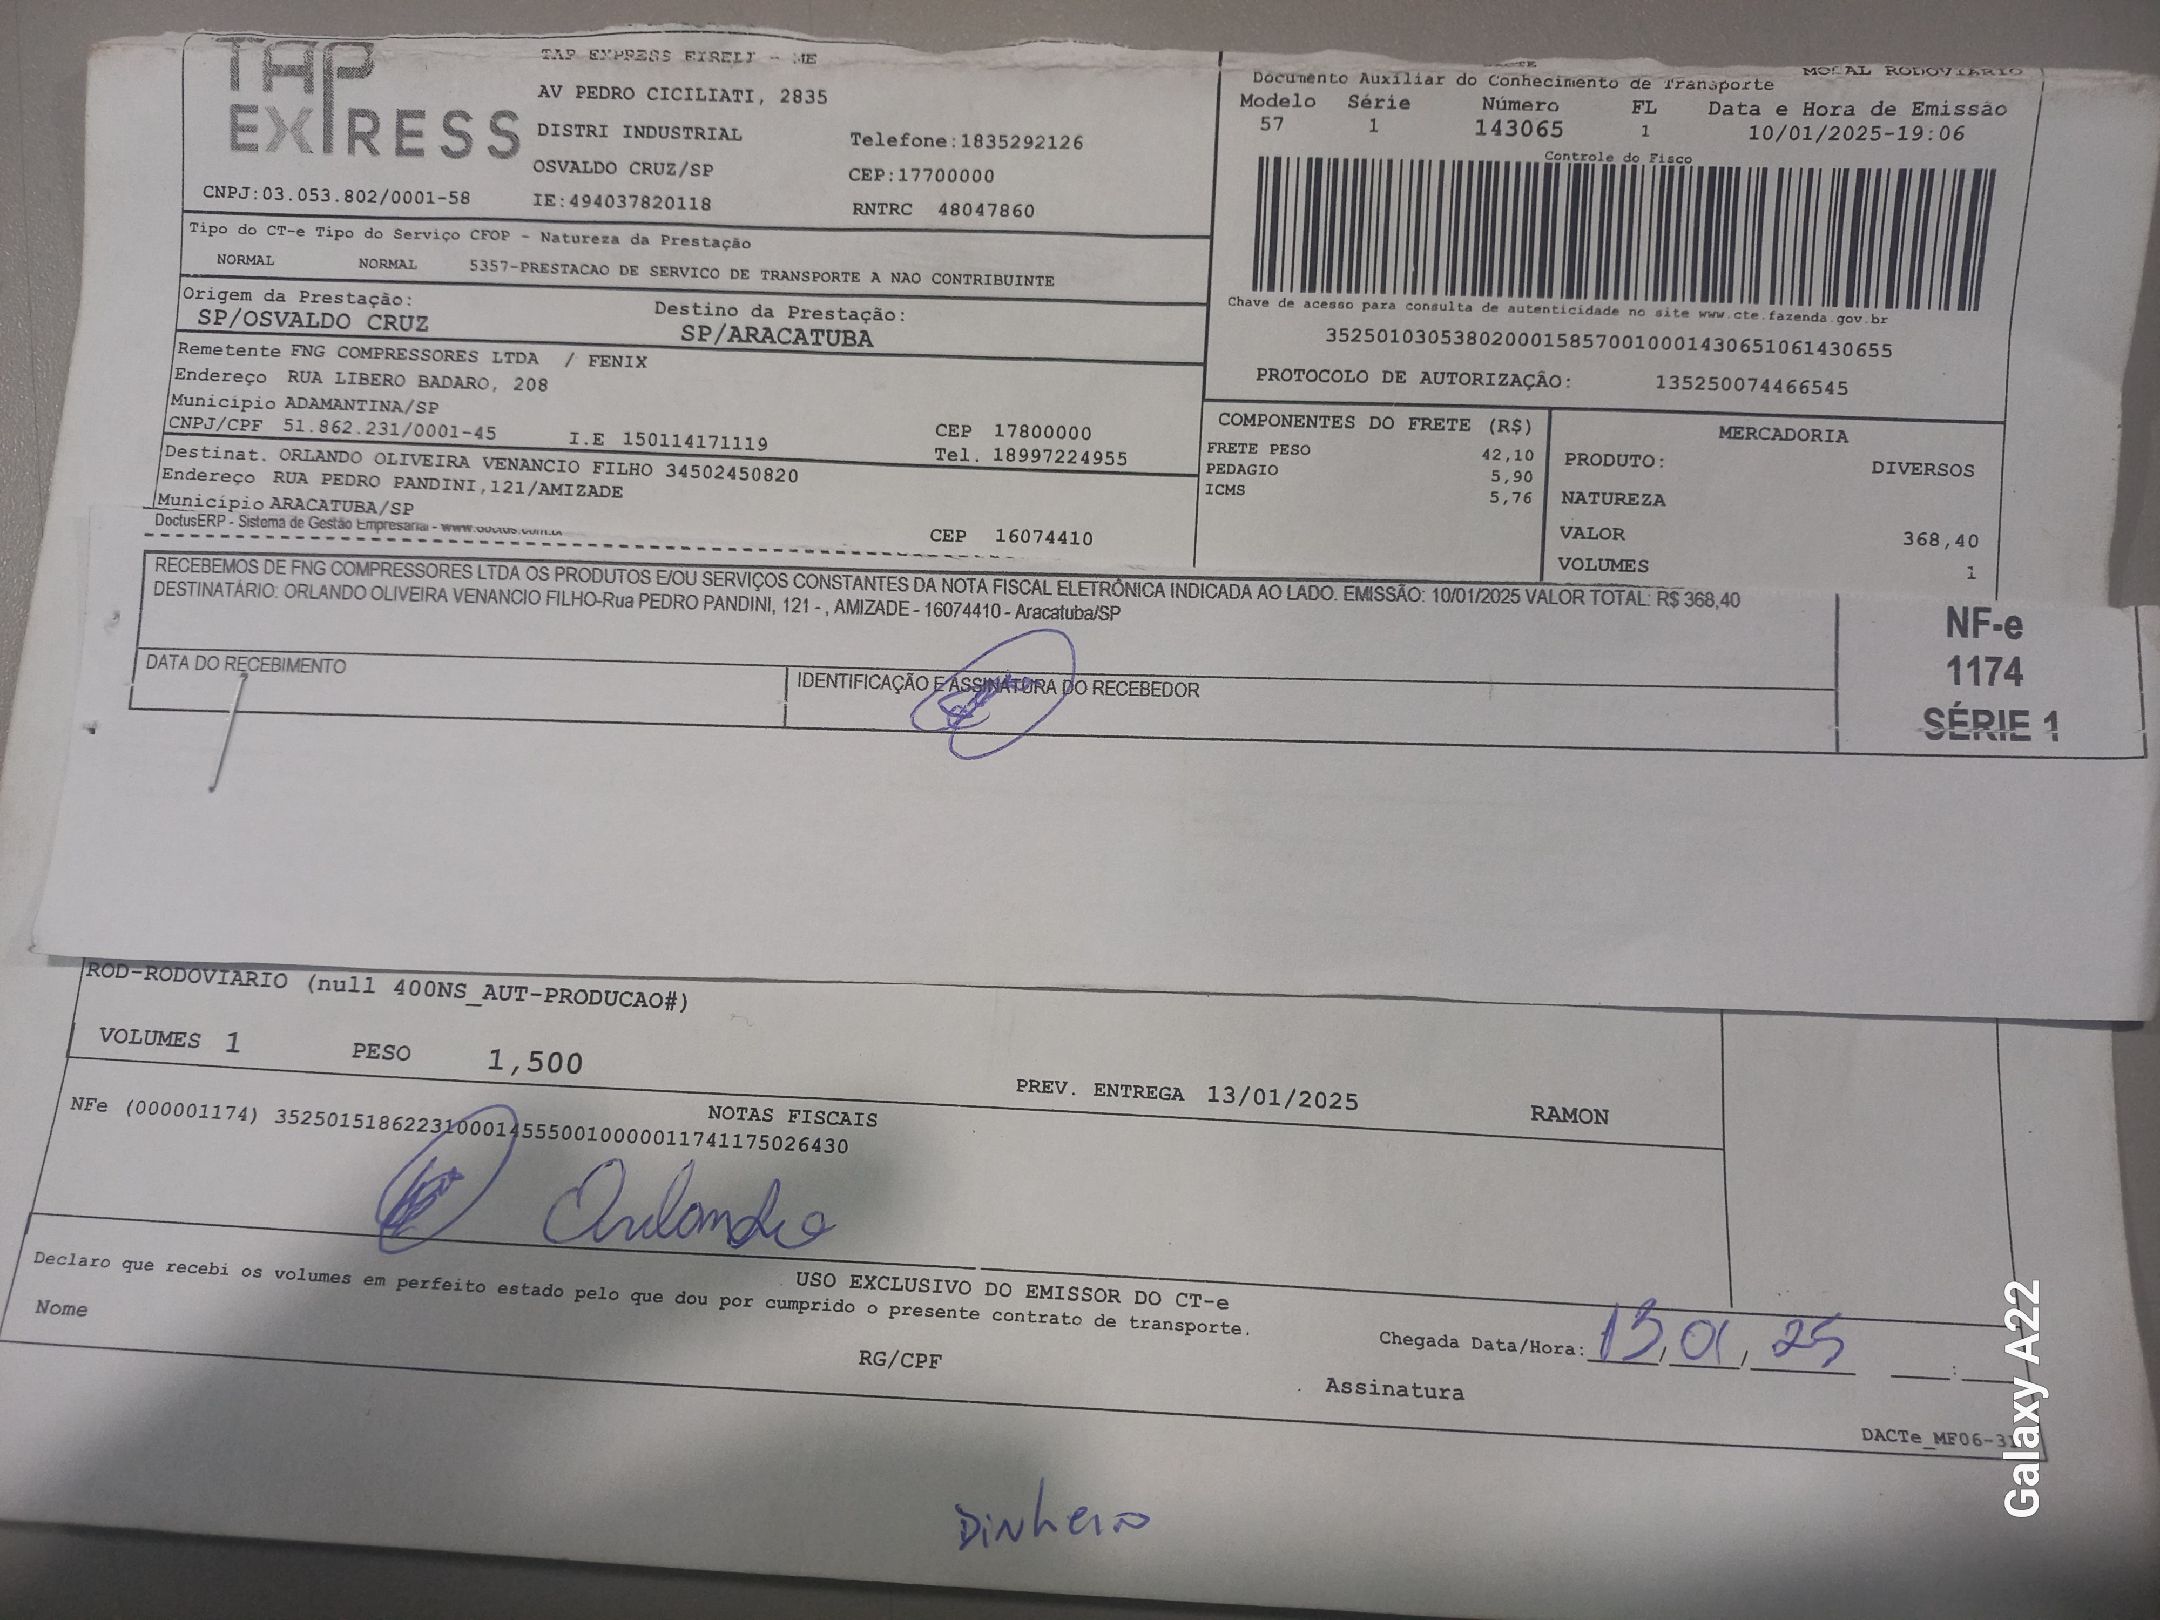 TAP
EXPRESS
TAP EXPRESS EIRELI - ME
AV PEDRO CICILIATI, 2835
DISTRI INDUSTRIAL
Telefone:1835292126
OSVALDO CRUZ/SP
CEP:17700000
CNPJ:03.053.802/0001-58
IE:494037820118
RNTRC 48047860
MODAL RODOVIARIO
Documento Auxiliar do Conhecimento de Transporte
Modelo Série Número FL Data e Hora de Emissão
57 1 143065 1 10/01/2025-19:06
Controle do Fisco
Chave de acesso para consulta de autenticidade no site www.cte.fazenda.gov.br
35250103053802000158570010001430651061430655
PROTOCOLO DE AUTORIZAÇÃO: 135250074466545
Tipo do CT-e Tipo do Serviço CFOP - Natureza da Prestação
NORMAL NORMAL 5357-PRESTACAO DE SERVICO DE TRANSPORTE A NAO CONTRIBUINTE
Origem da Prestação: Destino da Prestação:
SP/OSVALDO CRUZ SP/ARACATUBA
Remetente FNG COMPRESSORES LTDA / FENIX
Endereço RUA LIBERO BADARO, 208
Município ADAMANTINA/SP
CEP 17800000
CNPJ/CPF 51.862.231/0001-45 I.E 150114171119 Tel. 18997224955
Destinat. ORLANDO OLIVEIRA VENANCIO FILHO 34502450820
Endereço RUA PEDRO PANDINI,121/AMIZADE
Município ARACATUBA/SP
CEP 16074410
COMPONENTES DO FRETE (R$)
FRETE PESO 42,10
PEDAGIO 5,90
ICMS 5,76
MERCADORIA
PRODUTO: DIVERSOS
NATUREZA
VALOR 368,40
VOLUMES 1
DoctusERP - Sistema de Gestão Empresarial - www.doctus.com.br
RECEBEMOS DE FNG COMPRESSORES LTDA OS PRODUTOS E/OU SERVIÇOS CONSTANTES DA NOTA FISCAL ELETRÔNICA INDICADA AO LADO. EMISSÃO: 10/01/2025 VALOR TOTAL: R$ 368,40
DESTINATÁRIO: ORLANDO OLIVEIRA VENANCIO FILHO-Rua PEDRO PANDINI, 121 - , AMIZADE - 16074410 - Aracatuba/SP
NF-e
1174
SÉRIE 1
DATA DO RECEBIMENTO
IDENTIFICAÇÃO E ASSINATURA DO RECEBEDOR
ROD-RODOVIARIO (null 400NS_AUT-PRODUCAO#)
VOLUMES 1 PESO 1,500
PREV. ENTREGA 13/01/2025 RAMON
NOTAS FISCAIS
NFe (000001174) 35250151862231000145550010000011741175026430
Orlando
USO EXCLUSIVO DO EMISSOR DO CT-e
Declaro que recebi os volumes em perfeito estado pelo que dou por cumprido o presente contrato de transporte.
Nome
RG/CPF
Chegada Data/Hora: 13, 01, 25 :
Assinatura
DACTe_MF06-31
Dinheiro
Galaxy A22